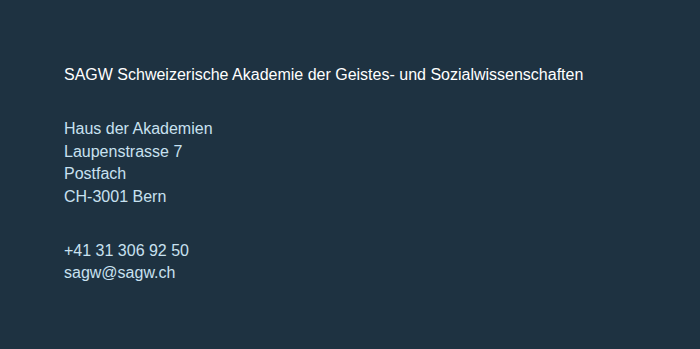 SAGW Schweizerische Akademie der Geistes- und Sozialwissenschaften
Haus der Akademien
Laupenstrasse 7
Postfach
CH-3001 Bern
+41 31 306 92 50
sagw@sagw.ch